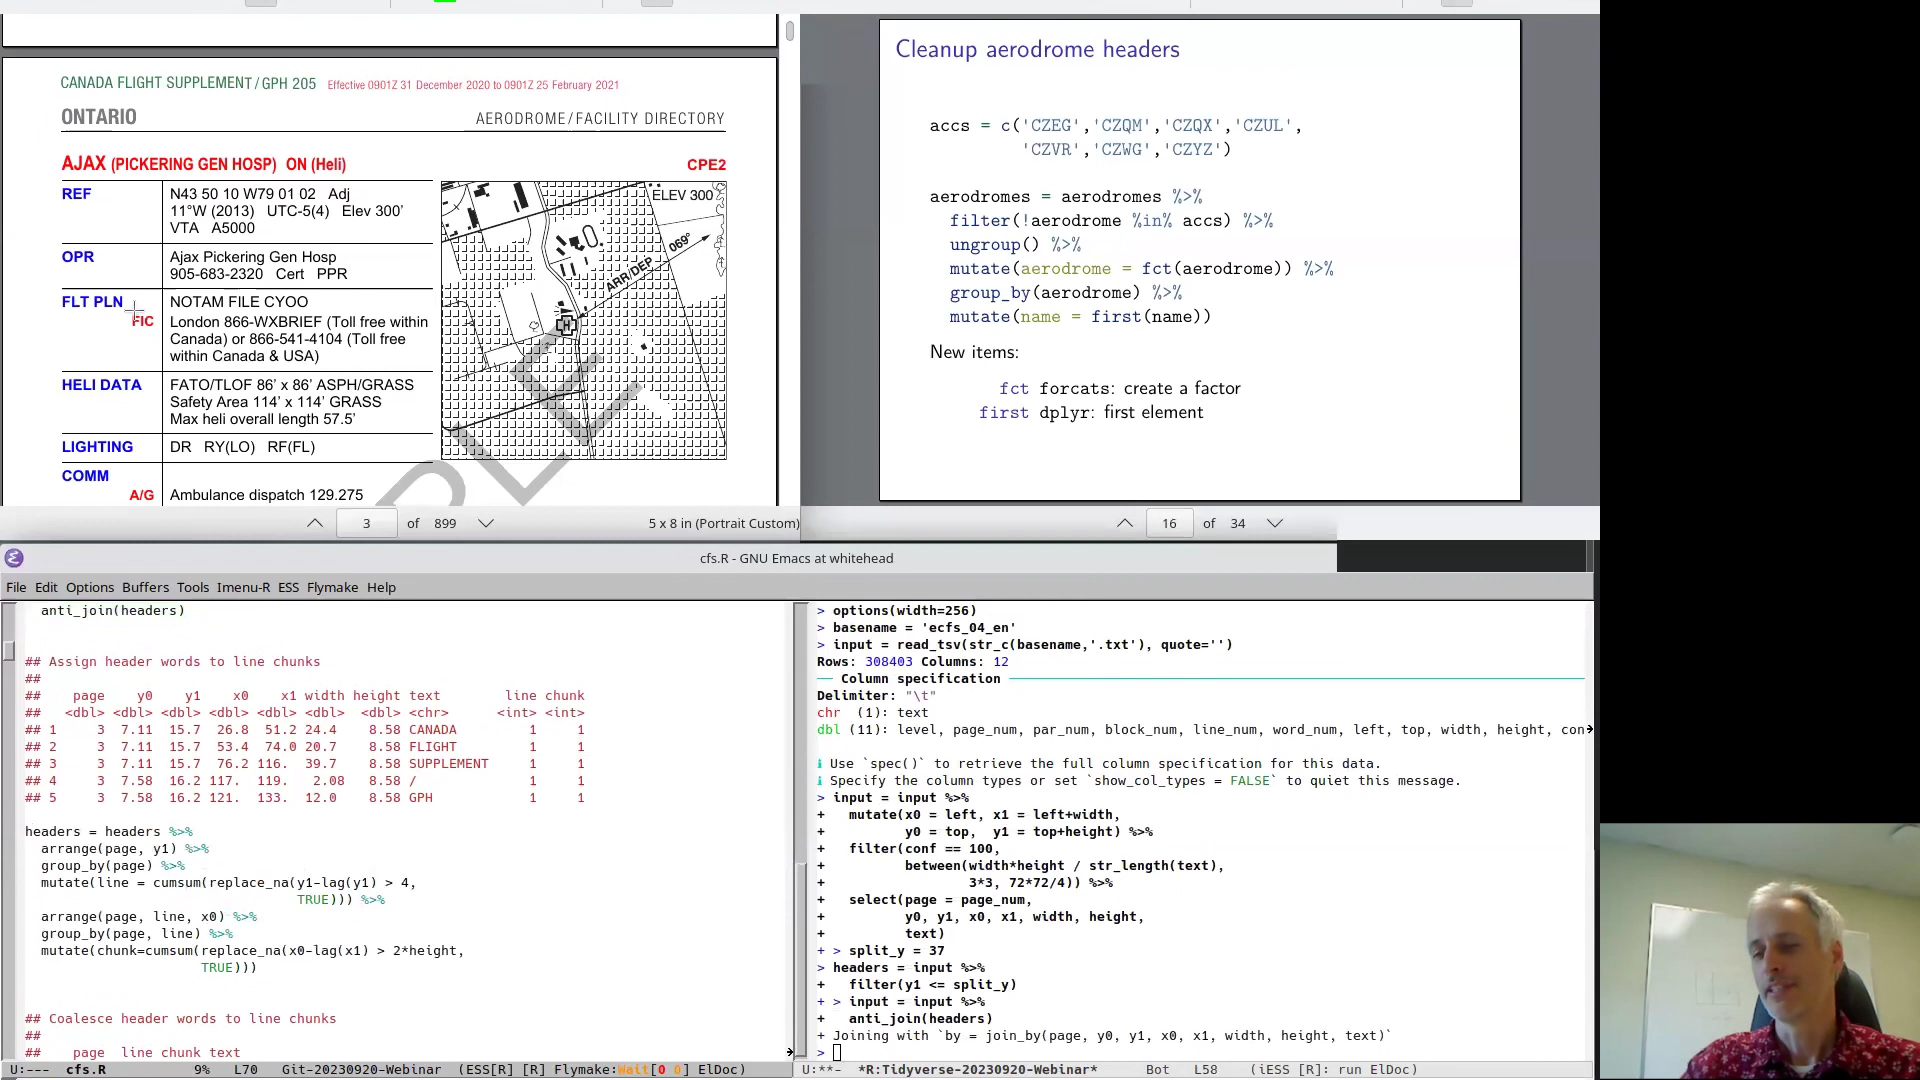 CANADA FLIGHT SUPPLEMENT/GPH 205 Effective 0901Z 31 December 2020 to 0901Z 25 February 2021
ONTARIO AERODROME/FACILITY DIRECTORY
AJAX (PICKERING GEN HOSP) ON (Heli) CPE2
REF N43 50 10 W79 01 02 Adj
11°W (2013) UTC-5(4) Elev 300'
VTA A5000
OPR Ajax Pickering Gen Hosp
905-683-2320 Cert PPR
FLT PLN NOTAM FILE CYOO
FIC London 866-WXBRIEF (Toll free within
Canada) or 866-541-4104 (Toll free
within Canada & USA)
HELI DATA FATO/TLOF 86' x 86' ASPH/GRASS
Safety Area 114' x 114' GRASS
Max heli overall length 57.5'
LIGHTING DR RY(LO) RF(FL)
COMM
A/G Ambulance dispatch 129.275
ELEV 300
069°
ARR/DEP
PLE
3 of 899 5 x 8 in (Portrait Custom)
Cleanup aerodrome headers
accs = c('CZEG','CZQM','CZQX','CZUL',
'CZVR','CZWG','CZYZ')
aerodromes = aerodromes %>%
filter(!aerodrome %in% accs) %>%
ungroup() %>%
mutate(aerodrome = fct(aerodrome)) %>%
group_by(aerodrome) %>%
mutate(name = first(name))
New items:
fct forcats: create a factor
first dplyr: first element
16 of 34
cfs.R - GNU Emacs at whitehead
File Edit Options Buffers Tools Imenu-R ESS Flymake Help
anti_join(headers)
## Assign header words to line chunks
##
## page y0 y1 x0 x1 width height text line chunk
## <dbl> <dbl> <dbl> <dbl> <dbl> <dbl> <dbl> <chr> <int> <int>
## 1 3 7.11 15.7 26.8 51.2 24.4 8.58 CANADA 1 1
## 2 3 7.11 15.7 53.4 74.0 20.7 8.58 FLIGHT 1 1
## 3 3 7.11 15.7 76.2 116. 39.7 8.58 SUPPLEMENT 1 1
## 4 3 7.58 16.2 117. 119. 2.08 8.58 / 1 1
## 5 3 7.58 16.2 121. 133. 12.0 8.58 GPH 1 1
headers = headers %>%
arrange(page, y1) %>%
group_by(page) %>%
mutate(line = cumsum(replace_na(y1-lag(y1) > 4,
TRUE))) %>%
arrange(page, line, x0) %>%
group_by(page, line) %>%
mutate(chunk=cumsum(replace_na(x0-lag(x1) > 2*height,
TRUE)))
## Coalesce header words to line chunks
##
## page line chunk text
U:--- cfs.R 9% L70 Git-20230920-Webinar (ESS[R] [R] Flymake:Wait[0 0] ElDoc)
> options(width=256)
> basename = 'ecfs_04_en'
> input = read_tsv(str_c(basename,'.txt'), quote='')
Rows: 308403 Columns: 12
── Column specification ──
Delimiter: "\t"
chr (1): text
dbl (11): level, page_num, par_num, block_num, line_num, word_num, left, top, width, height, con
ℹ Use `spec()` to retrieve the full column specification for this data.
ℹ Specify the column types or set `show_col_types = FALSE` to quiet this message.
> input = input %>%
+ mutate(x0 = left, x1 = left+width,
+ y0 = top, y1 = top+height) %>%
+ filter(conf == 100,
+ between(width*height / str_length(text),
+ 3*3, 72*72/4)) %>%
+ select(page = page_num,
+ y0, y1, x0, x1, width, height,
+ text)
+ > split_y = 37
> headers = input %>%
+ filter(y1 <= split_y)
+ > input = input %>%
+ anti_join(headers)
+ Joining with `by = join_by(page, y0, y1, x0, x1, width, height, text)`
>
U:**- *R:Tidyverse-20230920-Webinar* Bot L58 (iESS [R]: run ElDoc)